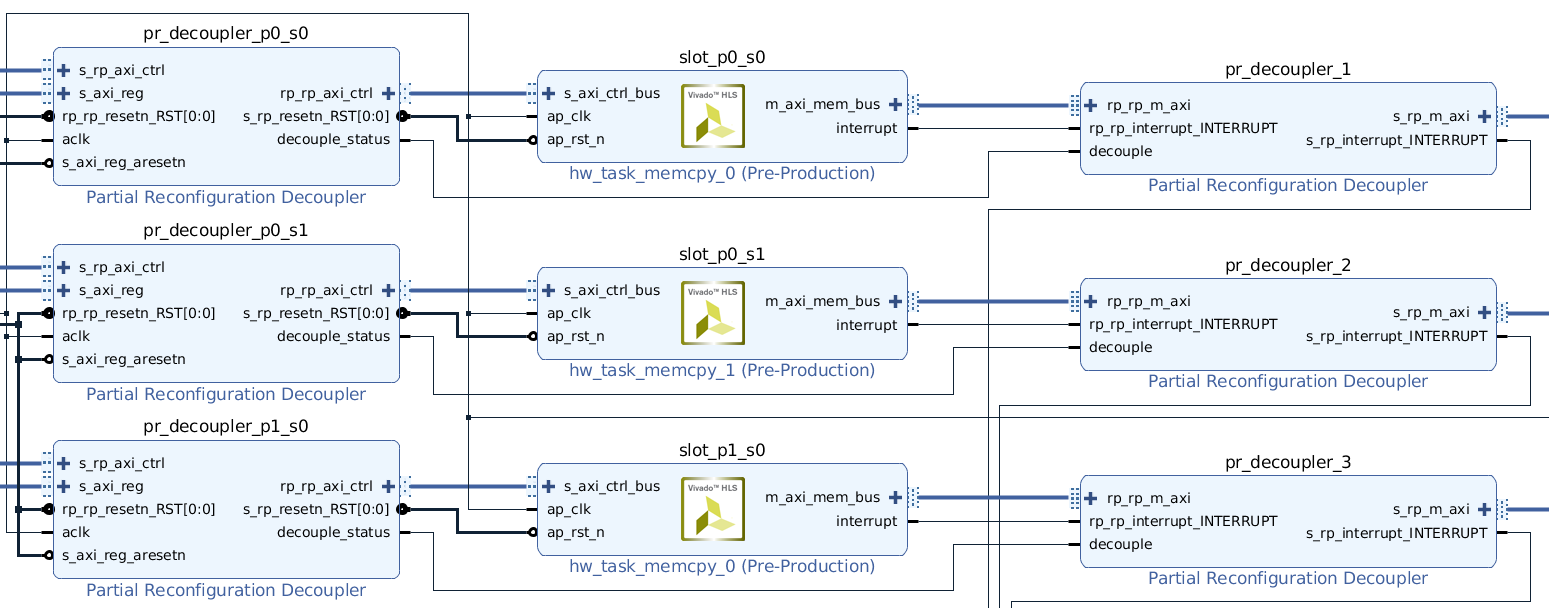 pr_decoupler_p0_s0
s_rp_axi_ctrl
s_axi_reg
rp_rp_resetn_RST[0:0]
aclk
s_axi_reg_aresetn
rp_rp_axi_ctrl
s_rp_resetn_RST[0:0]
decouple_status
Partial Reconfiguration Decoupler
slot_p0_s0
s_axi_ctrl_bus
ap_clk
ap_rst_n
Vivado™ HLS
m_axi_mem_bus
interrupt
hw_task_memcpy_0 (Pre-Production)
pr_decoupler_1
rp_rp_m_axi
rp_rp_interrupt_INTERRUPT
decouple
s_rp_m_axi
s_rp_interrupt_INTERRUPT
Partial Reconfiguration Decoupler
pr_decoupler_p0_s1
s_rp_axi_ctrl
s_axi_reg
rp_rp_resetn_RST[0:0]
aclk
s_axi_reg_aresetn
rp_rp_axi_ctrl
s_rp_resetn_RST[0:0]
decouple_status
Partial Reconfiguration Decoupler
slot_p0_s1
s_axi_ctrl_bus
ap_clk
ap_rst_n
Vivado™ HLS
m_axi_mem_bus
interrupt
hw_task_memcpy_1 (Pre-Production)
pr_decoupler_2
rp_rp_m_axi
rp_rp_interrupt_INTERRUPT
decouple
s_rp_m_axi
s_rp_interrupt_INTERRUPT
Partial Reconfiguration Decoupler
pr_decoupler_p1_s0
s_rp_axi_ctrl
s_axi_reg
rp_rp_resetn_RST[0:0]
aclk
s_axi_reg_aresetn
rp_rp_axi_ctrl
s_rp_resetn_RST[0:0]
decouple_status
Partial Reconfiguration Decoupler
slot_p1_s0
s_axi_ctrl_bus
ap_clk
ap_rst_n
Vivado™ HLS
m_axi_mem_bus
interrupt
hw_task_memcpy_0 (Pre-Production)
pr_decoupler_3
rp_rp_m_axi
rp_rp_interrupt_INTERRUPT
decouple
s_rp_m_axi
s_rp_interrupt_INTERRUPT
Partial Reconfiguration Decoupler